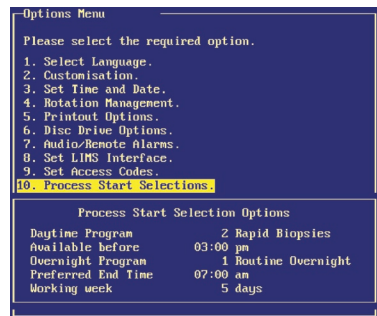 Options Menu
Please select the required option.
1. Select Language.
2. Customisation.
3. Set Time and Date.
4. Rotation Management.
5. Printout Options.
6. Disc Drive Options.
7. Audio/Remote Alarms.
8. Set LIMS Interface.
9. Set Access Codes.
10. Process Start Selections.
Process Start Selection Options
Daytime Program 2 Rapid Biopsies
Available before 03:00 pm
Overnight Program 1 Routine Overnight
Preferred End Time 07:00 am
Working week 5 days